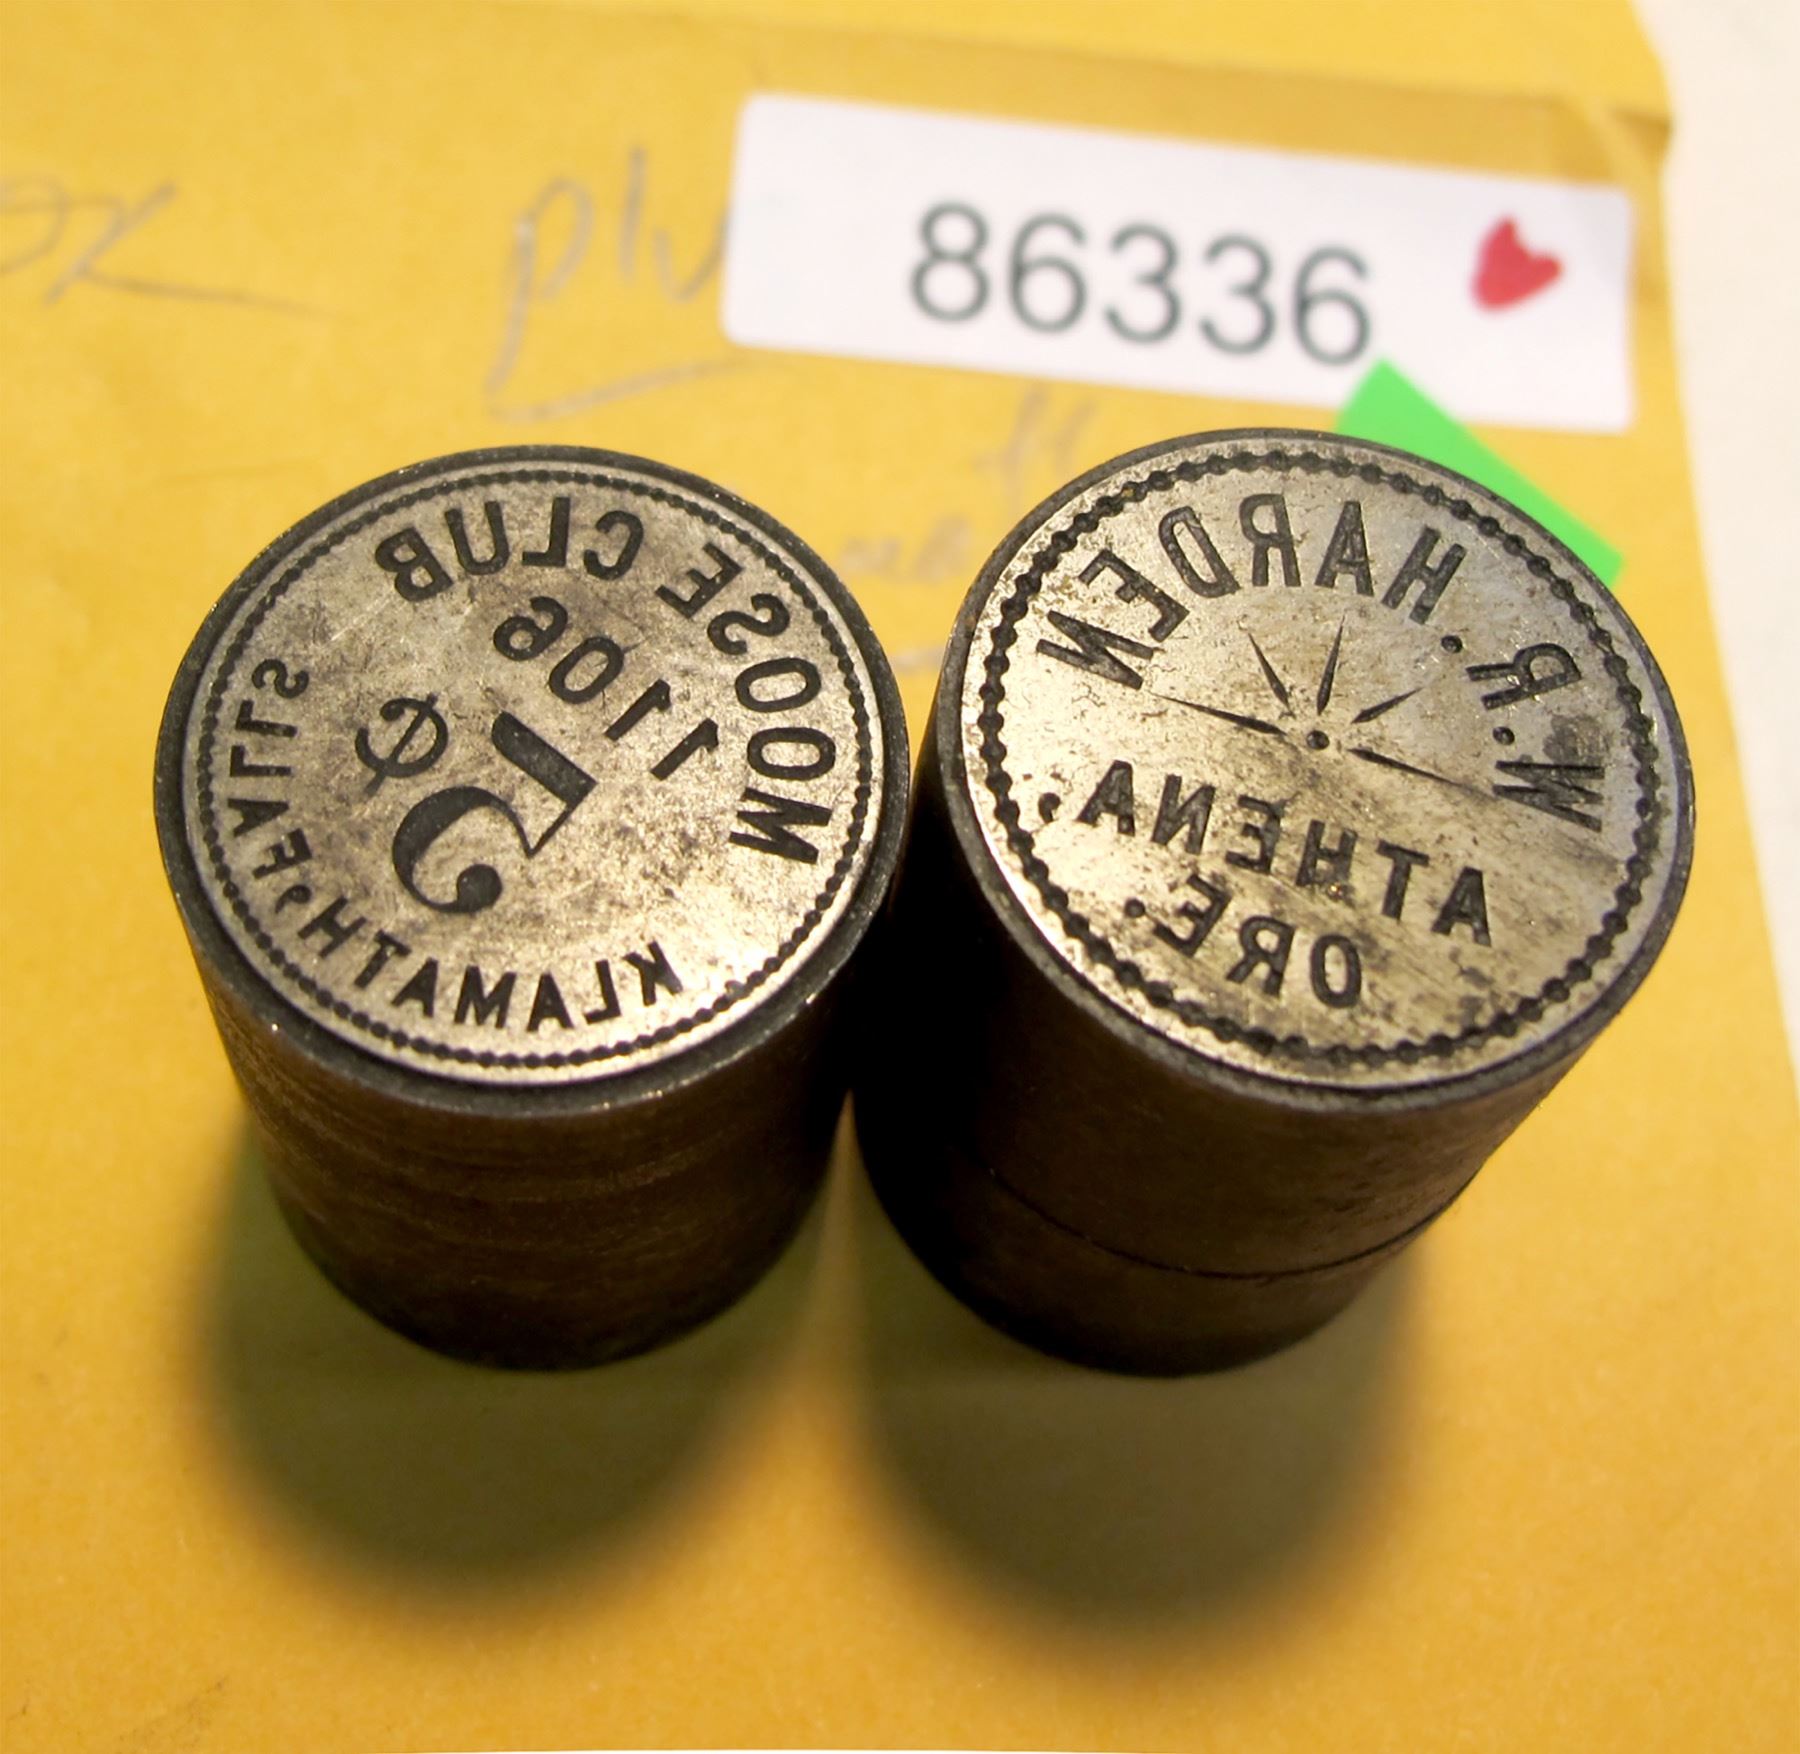 86336
MOOSE CLUB
1106
5¢
KLAMATH FALLS
W.R. HARDEN
ATHENA.
ORE.